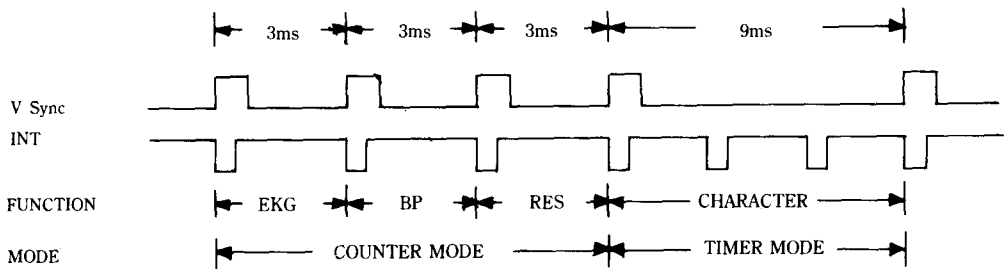 3ms 3ms 3ms 9ms
V Sync
INT
FUNCTION EKG BP RES CHARACTER
MODE COUNTER MODE TIMER MODE